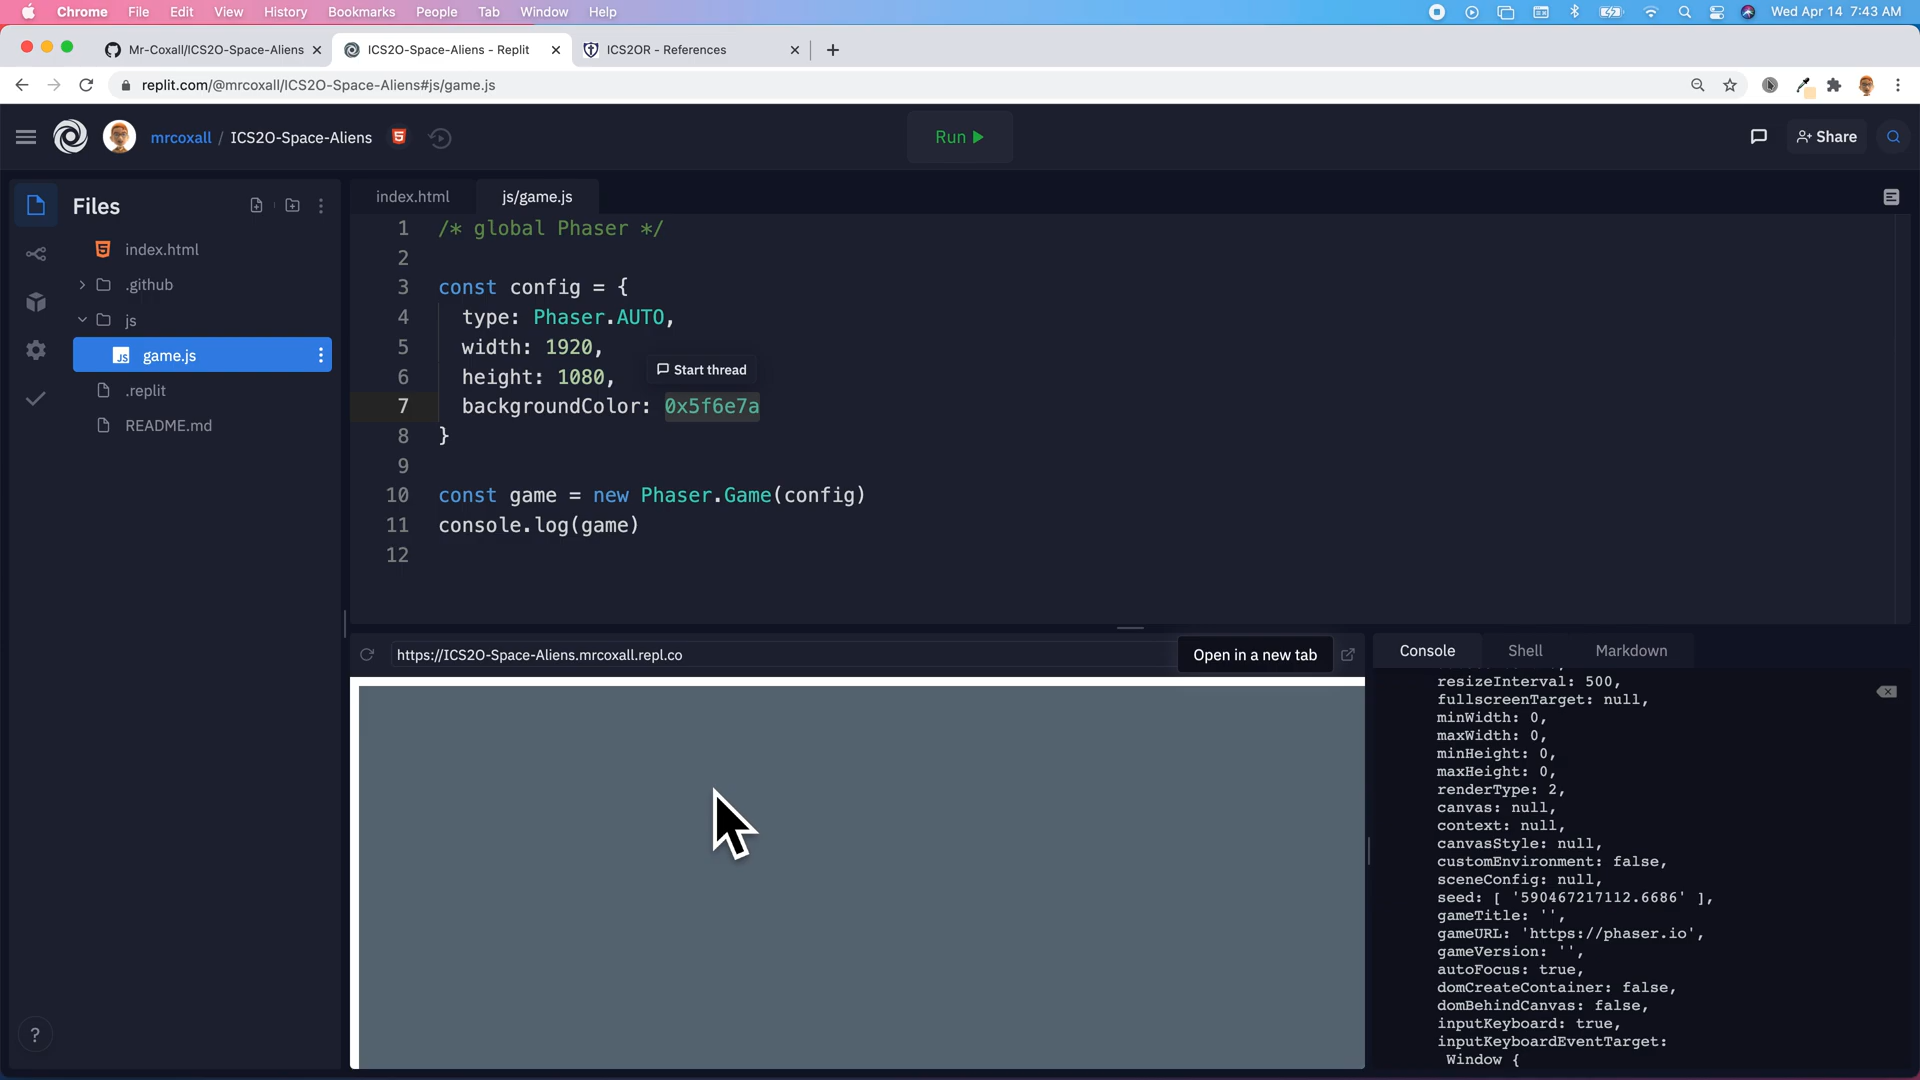 Chrome File Edit View History Bookmarks People Tab Window Help Wed Apr 14 7:43 AM
Mr-Coxall/ICS2O-Space-Aliens ICS2O-Space-Aliens - Replit ICS2OR - References
replit.com/@mrcoxall/ICS2O-Space-Aliens#js/game.js
mrcoxall / ICS2O-Space-Aliens Run Share
Files
index.html
.github
js
game.js
.replit
README.md
index.html js/game.js
1 /* global Phaser */
2
3 const config = {
4 type: Phaser.AUTO,
5 width: 1920,
Start thread
6 height: 1080,
7 backgroundColor: 0x5f6e7a
8 }
9
10 const game = new Phaser.Game(config)
11 console.log(game)
12
https://ICS2O-Space-Aliens.mrcoxall.repl.co Open in a new tab
Console Shell Markdown
resizeInterval: 500,
fullscreenTarget: null,
minWidth: 0,
maxWidth: 0,
minHeight: 0,
maxHeight: 0,
renderType: 2,
canvas: null,
context: null,
canvasStyle: null,
customEnvironment: false,
sceneConfig: null,
seed: [ '590467217112.6686' ],
gameTitle: '',
gameURL: 'https://phaser.io',
gameVersion: '',
autoFocus: true,
domCreateContainer: false,
domBehindCanvas: false,
inputKeyboard: true,
inputKeyboardEventTarget:
Window {
?